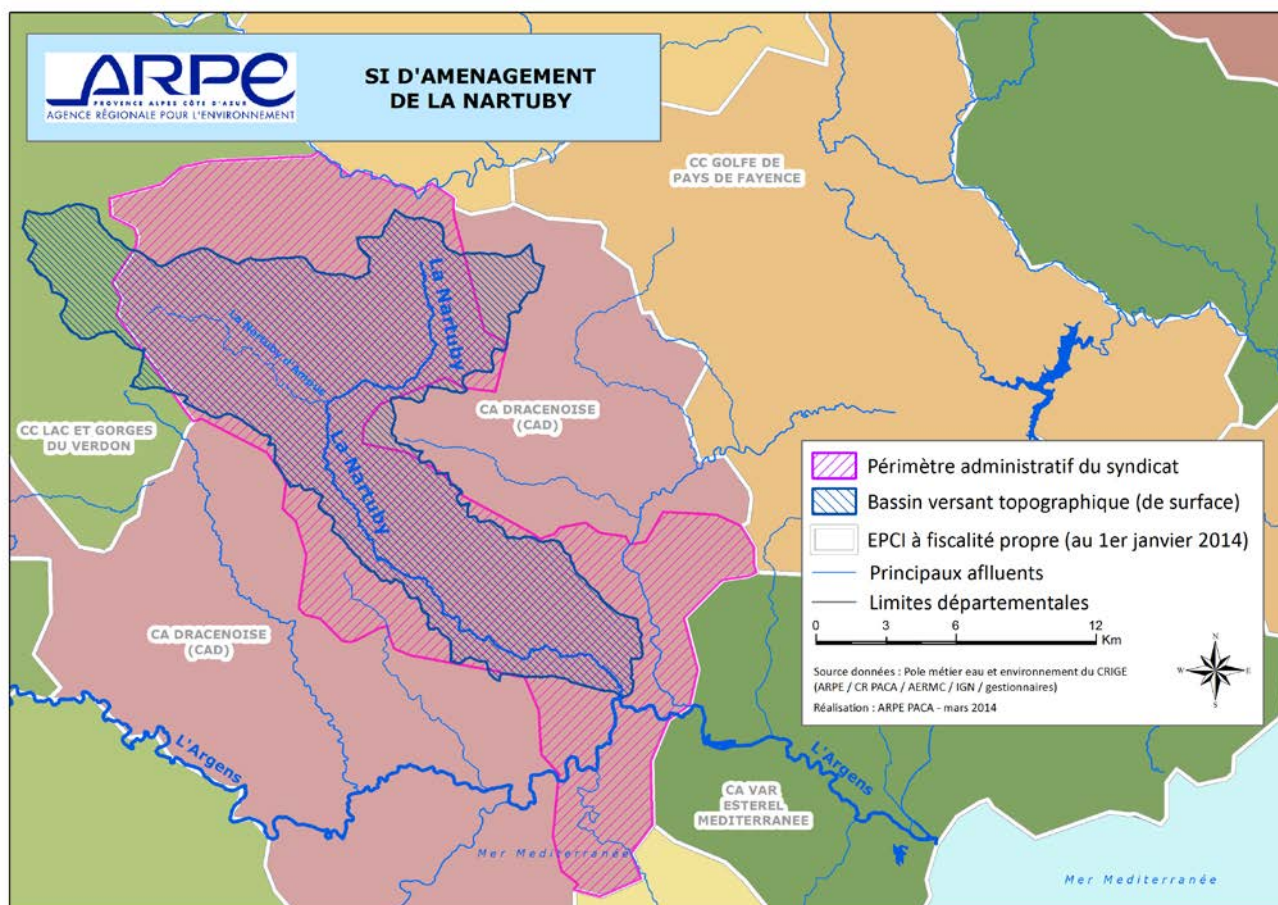 ARPE
PROVENCE ALPES CÔTE D'AZUR
AGENCE RÉGIONALE POUR L'ENVIRONNEMENT
SI D'AMENAGEMENT
DE LA NARTUBY
CC GOLFE DE
PAYS DE FAYENCE
La Nartuby
La Nartuby d'Ampus
CA DRACENOISE
(CAD)
CC LAC ET GORGES
DU VERDON
La Nartuby
CA DRACENOISE
(CAD)
L'Argens
L'Argens
CA VAR
ESTEREL
MEDITERRANEE
Mer Mediterranée
Mer Mediterranée
Périmètre administratif du syndicat
Bassin versant topographique (de surface)
EPCI à fiscalité propre (au 1er janvier 2014)
Principaux aflluents
Limites départementales
0 3 6 12
Km
Source données : Pole métier eau et environnement du CRIGE
(ARPE / CR PACA / AERMC / IGN / gestionnaires)
Réalisation : ARPE PACA - mars 2014
N
W E
S